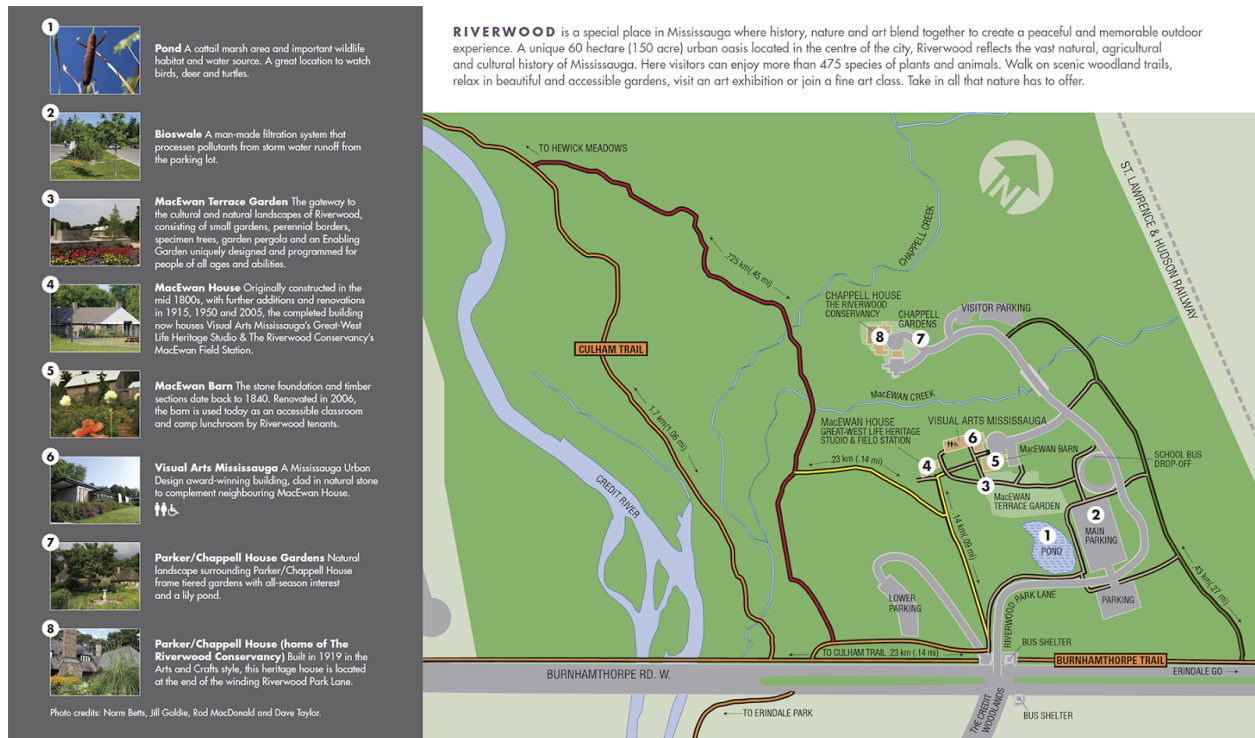 1
Pond A cattail marsh area and important wildlife
habitat and water source. A great location to watch
birds, deer and turtles.
2
Bioswale A man-made filtration system that
processes pollutants from storm water runoff from
the parking lot.
3
MacEwan Terrace Garden The gateway to
the cultural and natural landscapes of Riverwood,
consisting of small gardens, perennial borders,
specimen trees, garden pergola and an Enabling
Garden uniquely designed and programmed for
people of all ages and abilities.
4
MacEwan House Originally constructed in the
mid 1800s, with further additions and renovations
in 1915, 1950 and 2005, the completed building
now houses Visual Arts Mississauga's Great-West
Life Heritage Studio & The Riverwood Conservancy's
MacEwan Field Station.
5
MacEwan Barn The stone foundation and timber
sections date back to 1840. Renovated in 2006,
the barn is used today as an accessible classroom
and camp lunchroom by Riverwood tenants.
6
Visual Arts Mississauga A Mississauga Urban
Design award-winning building, clad in natural stone
to complement neighbouring MacEwan House.
7
Parker/Chappell House Gardens Natural
landscape surrounding Parker/Chappell House
frame tiered gardens with all-season interest
and a lily pond.
8
Parker/Chappell House (home of The
Riverwood Conservancy) Built in 1919 in the
Arts and Crafts style, this heritage house is located
at the end of the winding Riverwood Park Lane.
Photo credits: Norm Betts, Jill Goldie, Rod MacDonald and Dave Taylor.
RIVERWOOD is a special place in Mississauga where history, nature and art blend together to create a peaceful and memorable outdoor
experience. A unique 60 hectare (150 acre) urban oasis located in the centre of the city, Riverwood reflects the vast natural, agricultural
and cultural history of Mississauga. Here visitors can enjoy more than 475 species of plants and animals. Walk on scenic woodland trails,
relax in beautiful and accessible gardens, visit an art exhibition or join a fine art class. Take in all that nature has to offer.
TO HEWICK MEADOWS
N
ST. LAWRENCE & HUDSON RAILWAY
CHAPPELL CREEK
.725 km(.45 mi)
CHAPPELL HOUSE
THE RIVERWOOD
CONSERVANCY
CHAPPELL
GARDENS
VISITOR PARKING
8
7
CULHAM TRAIL
MacEWAN CREEK
1.7 km(1.06 mi)
MacEWAN HOUSE
GREAT-WEST LIFE HERITAGE
STUDIO & FIELD STATION
VISUAL ARTS MISSISSAUGA
6
MacEWAN BARN
5
SCHOOL BUS
DROP-OFF
.23 km (.14 mi)
4
3
MacEWAN
TERRACE GARDEN
CREDIT RIVER
.14 km(.09 mi)
2
MAIN
PARKING
1
POND
.43 km(.27 mi)
LOWER
PARKING
RIVERWOOD PARK LANE
PARKING
BUS SHELTER
TO CULHAM TRAIL .23 km (.14 mi)
BURNHAMTHORPE TRAIL
BURNHAMTHORPE RD. W.
ERINDALE GO
TO ERINDALE PARK
THE CREDIT
WOODLANDS
BUS SHELTER